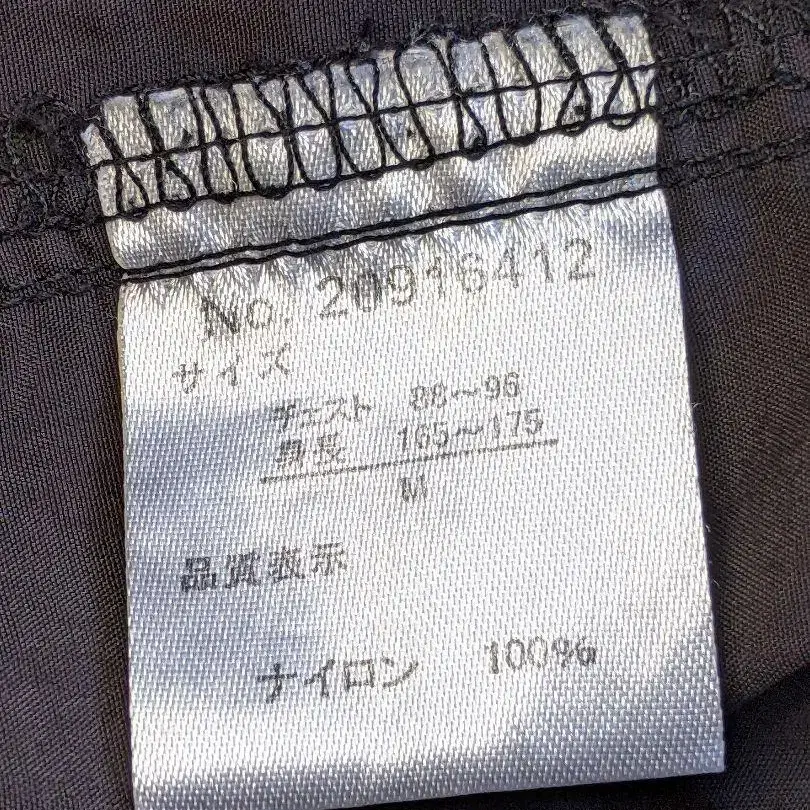 No. 20916412
サイズ
チェスト 88～96
身長 165～175
M
品質表示
ナイロン 100%